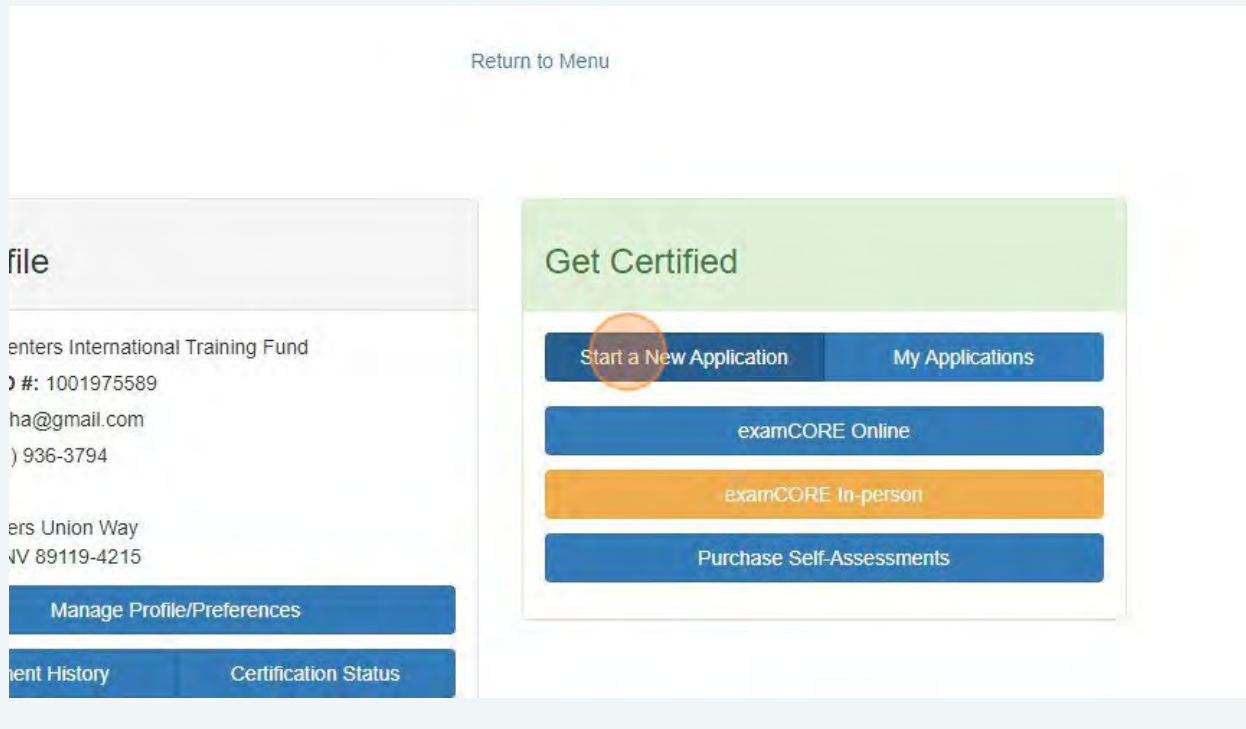 Return to Menu
file
enters International Training Fund
D #: 1001975589
ha@gmail.com
) 936-3794
ers Union Way
NV 89119-4215
Manage Profile/Preferences
ent History
Certification Status
Get Certified
Start a New Application
My Applications
examCORE Online
examCORE In-person
Purchase Self-Assessments